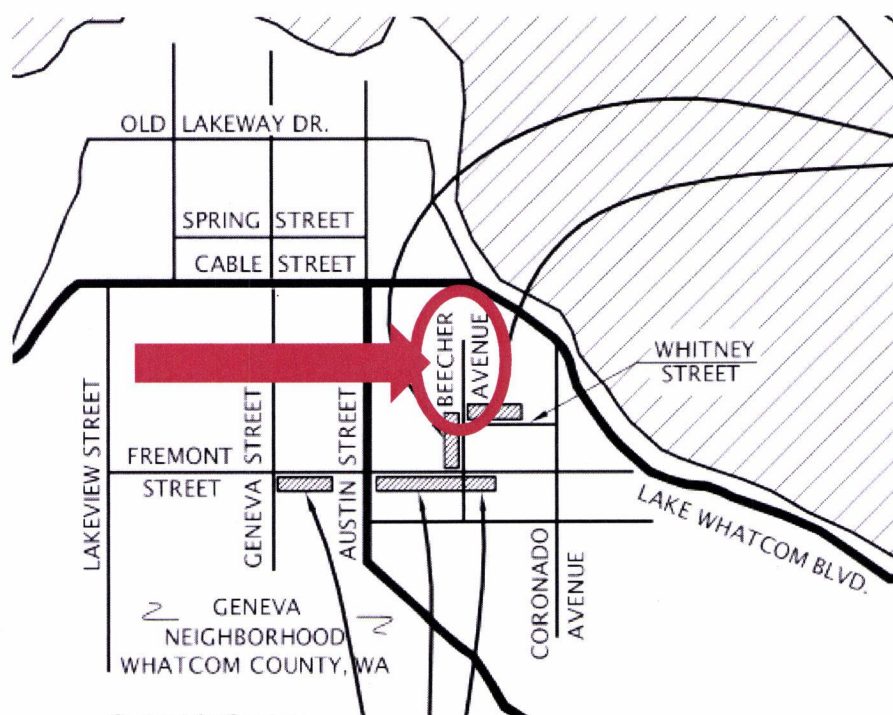 OLD LAKEWAY DR.
SPRING STREET
CABLE STREET
BEECHER
AVENUE
WHITNEY
STREET
LAKEVIEW STREET
FREMONT
STREET
GENEVA STREET
AUSTIN STREET
LAKE WHATCOM BLVD.
CORONADO
AVENUE
GENEVA
NEIGHBORHOOD
WHATCOM COUNTY, WA